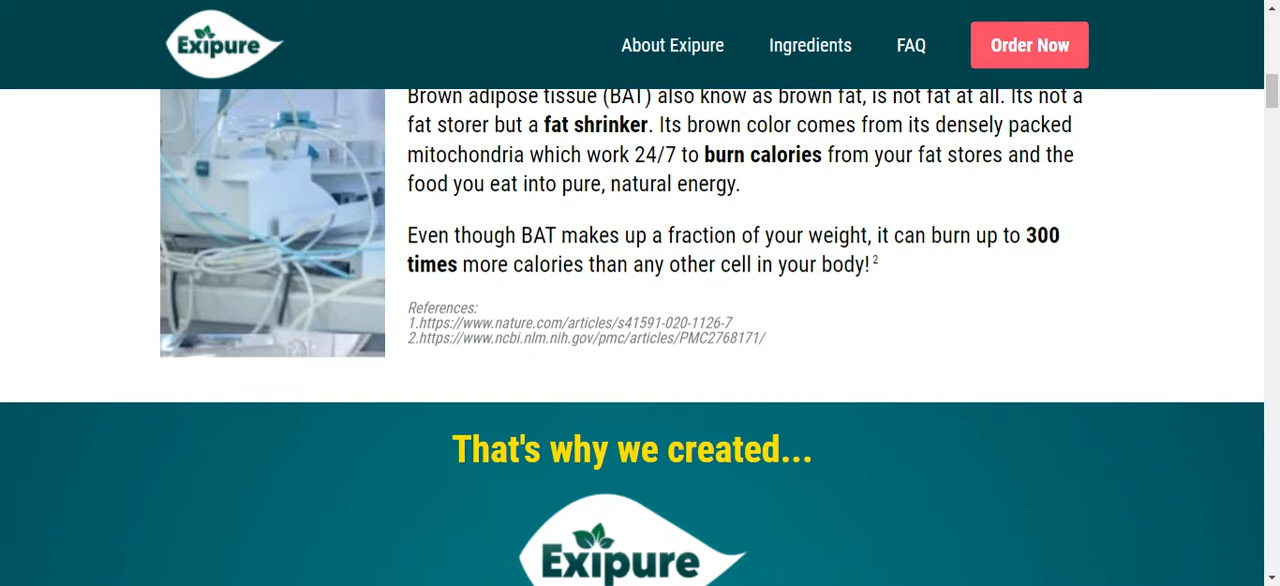 Exipure
About Exipure
Ingredients
FAQ
Order Now
Brown adipose tissue (BAT) also know as brown fat, is not fat at all. Its not a
fat storer but a fat shrinker. Its brown color comes from its densely packed
mitochondria which work 24/7 to burn calories from your fat stores and the
food you eat into pure, natural energy.
Even though BAT makes up a fraction of your weight, it can burn up to 300
times more calories than any other cell in your body! 2
References:
1.https://www.nature.com/articles/s41591-020-1126-7
2.https://www.ncbi.nlm.nih.gov/pmc/articles/PMC2768171/
That's why we created...
Exipure